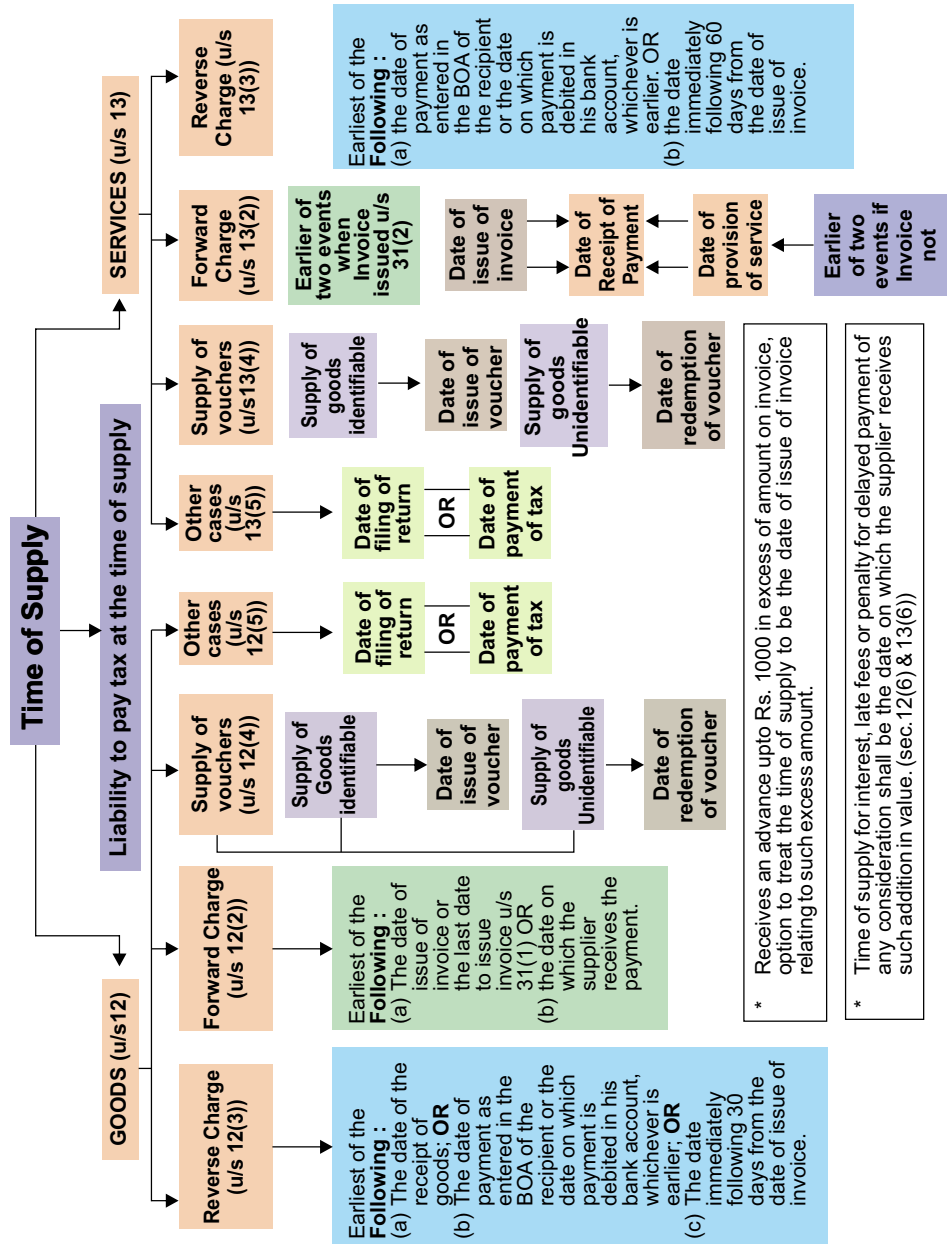 Time of Supply
Liability to pay tax at the time of supply
GOODS (u/s12)
SERVICES (u/s 13)
Reverse Charge
(u/s 12(3))
Earliest of the
Following :
(a) The date of the
receipt of
goods; OR
(b) The date of
payment as
entered in the
BOA of the
recipient or the
date on which
payment is
debited in his
bank account,
whichever is
earlier; OR
(c) The date
immediately
following 30
days from the
date of issue of
invoice.
Forward Charge
(u/s 12(2))
Earliest of the
Following :
(a) The date of
issue of
invoice or
the last date
to issue
invoice u/s
31(1) OR
(b) the date on
which the
supplier
receives the
payment.
Supply of
vouchers
(u/s 12(4))
Supply of
Goods
identifiable
Date of
issue of
voucher
Supply of
goods
Unidentifiable
Date of
redemption
of voucher
Other
cases
(u/s
12(5))
Date of
filing of
return
OR
Date of
payment
of tax
Other
cases
(u/s
13(5))
Date of
filing of
return
OR
Date of
payment
of tax
Supply of
vouchers
(u/s13(4))
Supply of
goods
identifiable
Date of
issue of
voucher
Supply of
goods
Unidentifiable
Date of
redemption
of voucher
Forward
Charge
(u/s 13(2))
Earlier of
two events
when
Invoice
issued u/s
31(2)
Date of
issue of
invoice
Date of
Receipt of
Payment
Date of
provision
of service
Earlier
of two
events if
Invoice
not
Reverse
Charge (u/s
13(3))
Earliest of the
Following :
(a) the date of
payment as
entered in
the BOA of
the recipient
or the date
on which
payment is
debited in
his bank
account,
whichever is
earlier. OR
(b) the date
immediately
following 60
days from
the date of
issue of
invoice.
* Receives an advance upto Rs. 1000 in excess of amount on invoice,
option to treat the time of supply to be the date of issue of invoice
relating to such excess amount.
* Time of supply for interest, late fees or penalty for delayed payment of
any consideration shall be the date on which the supplier receives
such addition in value. (sec.12(6) & 13(6))